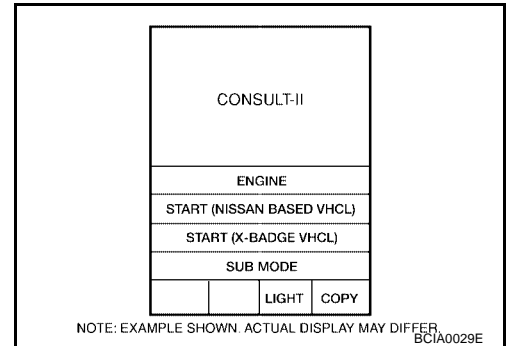 CONSULT-II
ENGINE
START (NISSAN BASED VHCL)
START (X-BADGE VHCL)
SUB MODE
LIGHT COPY
NOTE: EXAMPLE SHOWN. ACTUAL DISPLAY MAY DIFFER.
BCIA0029E